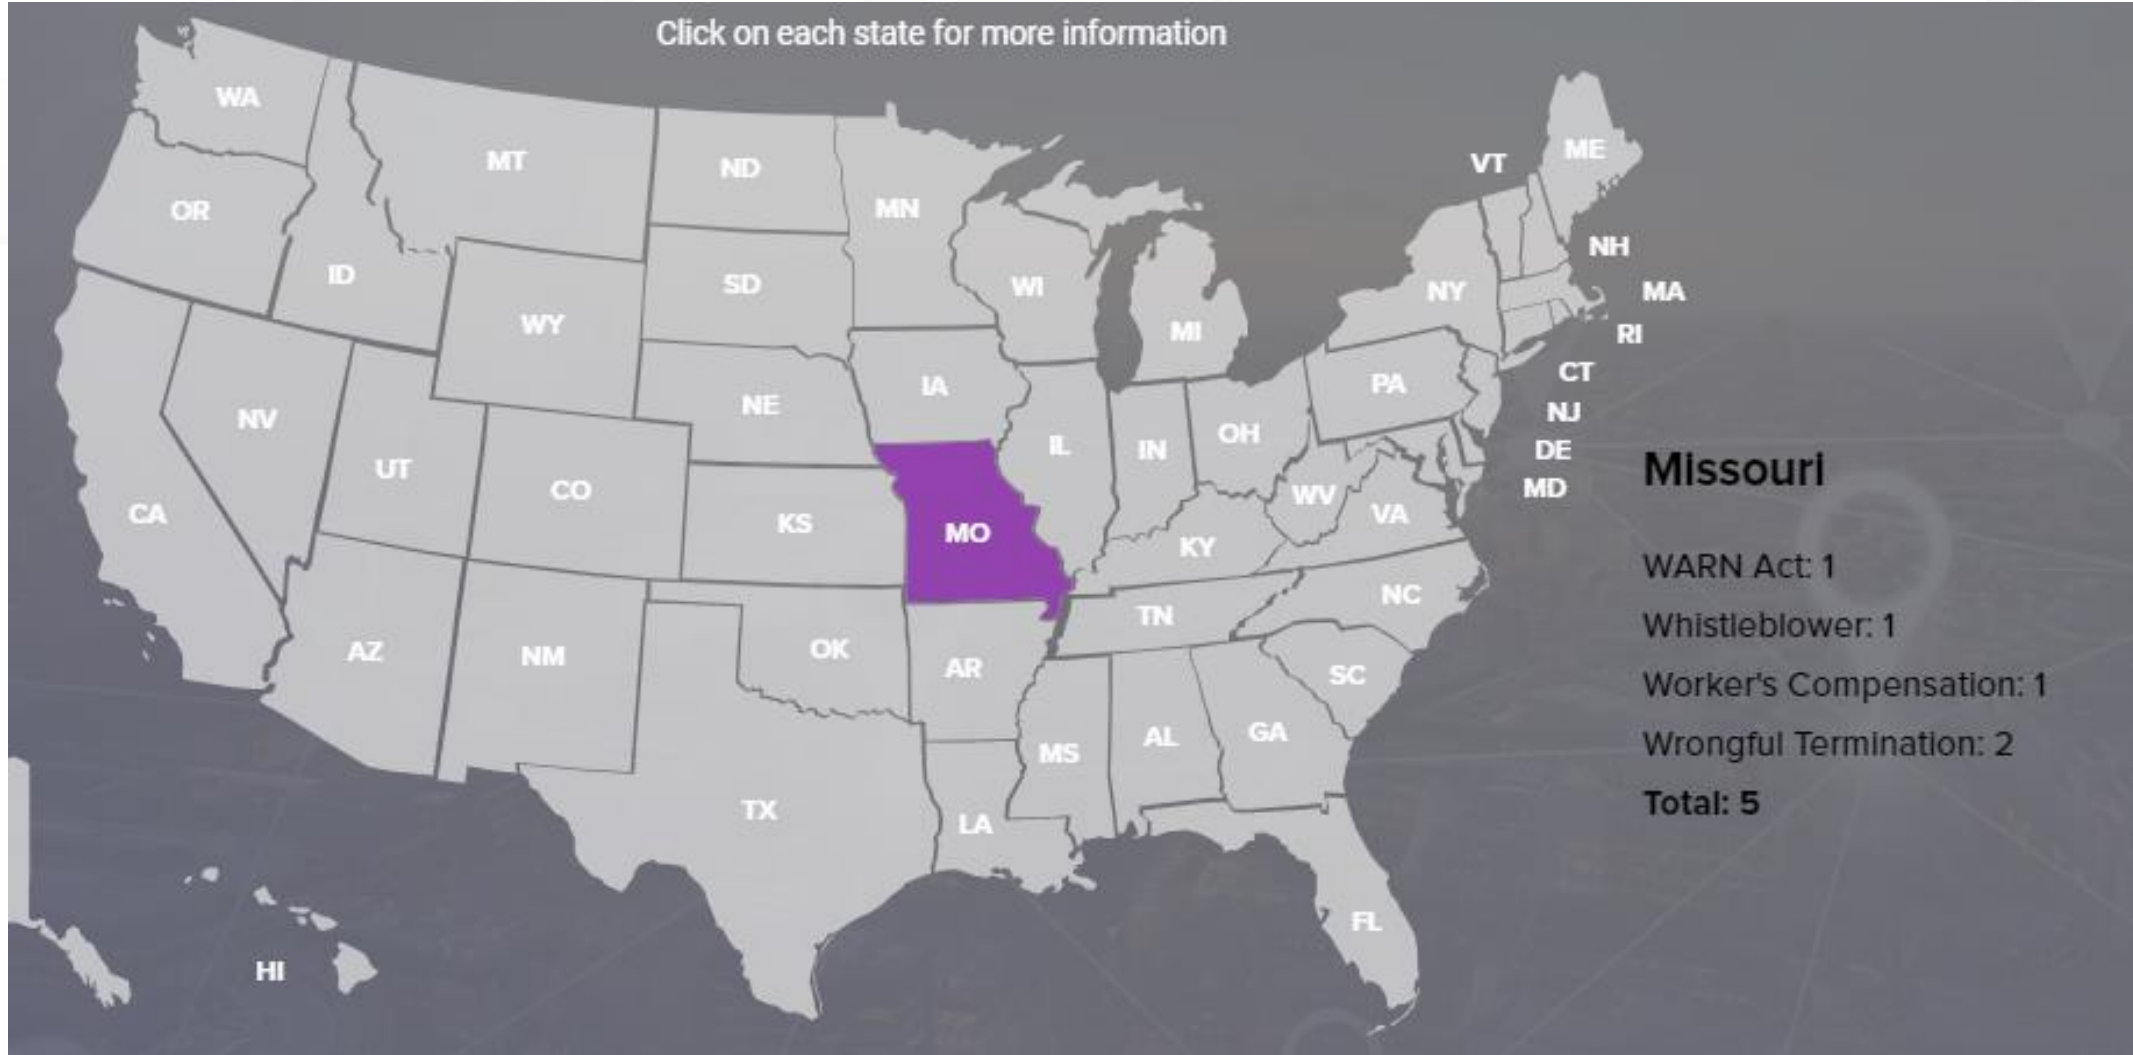 Click on each state for more information
WA
MT
ND
MN
VT
ME
OR
ID
SD
WI
NH
NY
MA
WY
MI
RI
CT
IA
PA
NE
NJ
NV
OH
DE
IL
IN
MD
UT
CO
WV
CA
KS
MO
VA
KY
NC
TN
AZ
NM
OK
AR
SC
MS
AL
GA
TX
LA
FL
HI
Missouri
WARN Act: 1
Whistleblower: 1
Worker's Compensation: 1
Wrongful Termination: 2
Total: 5